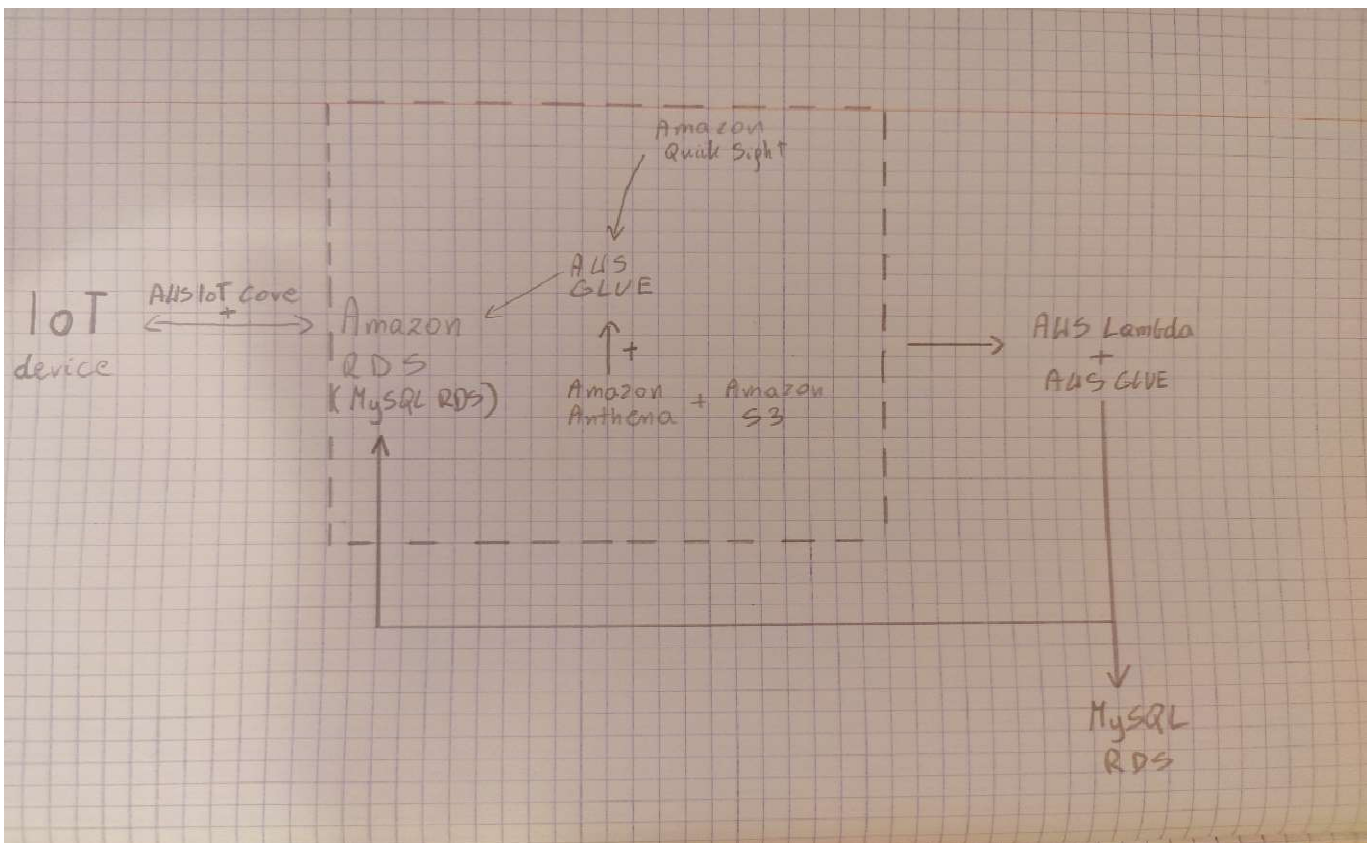 Amazon
Quick Sight
AWS
GLUE
IoT
device
AWS IoT Core
+
Amazon
RDS
(MySQL RDS)
+
Amazon
Anthena
+
Amazon
S3
AWS Lambda
+
AWS GLUE
MySQL
RDS